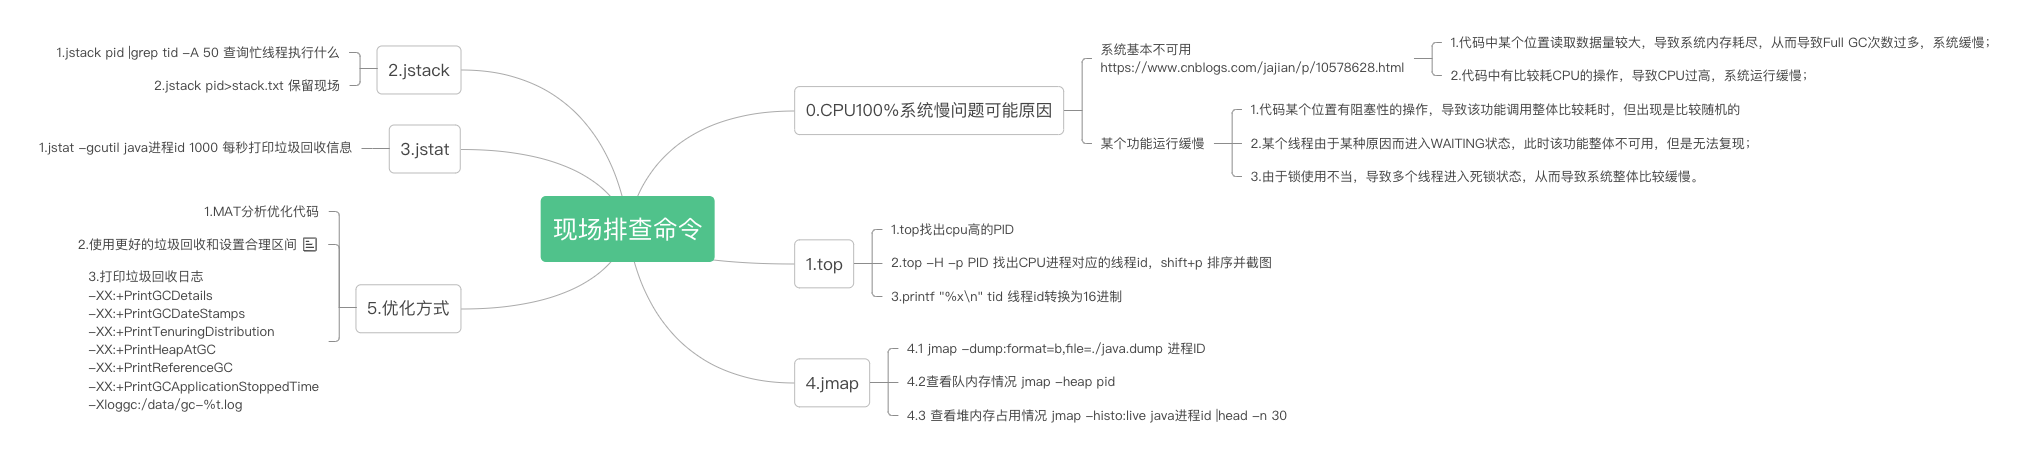 现场排查命令
0.CPU100%系统慢问题可能原因
系统基本不可用
https://www.cnblogs.com/jajian/p/10578628.html
1.代码中某个位置读取数据量较大，导致系统内存耗尽，从而导致Full GC次数过多，系统缓慢；
2.代码中有比较耗CPU的操作，导致CPU过高，系统运行缓慢；
某个功能运行缓慢
1.代码某个位置有阻塞性的操作，导致该功能调用整体比较耗时，但出现是比较随机的
2.某个线程由于某种原因而进入WAITING状态，此时该功能整体不可用，但是无法复现；
3.由于锁使用不当，导致多个线程进入死锁状态，从而导致系统整体比较缓慢。
1.top
1.top找出cpu高的PID
2.top -H -p PID 找出CPU进程对应的线程id，shift+p 排序并截图
3.printf "%x\n" tid 线程id转换为16进制
4.jmap
4.1 jmap -dump:format=b,file=./java.dump 进程ID
4.2查看队内存情况 jmap -heap pid
4.3 查看堆内存占用情况 jmap -histo:live java进程id |head -n 30
2.jstack
1.jstack pid |grep tid -A 50 查询忙线程执行什么
2.jstack pid>stack.txt 保留现场
3.jstat
1.jstat -gcutil java进程id 1000 每秒打印垃圾回收信息
5.优化方式
1.MAT分析优化代码
2.使用更好的垃圾回收和设置合理区间
3.打印垃圾回收日志
-XX:+PrintGCDetails
-XX:+PrintGCDateStamps
-XX:+PrintTenuringDistribution
-XX:+PrintHeapAtGC
-XX:+PrintReferenceGC
-XX:+PrintGCApplicationStoppedTime
-Xloggc:/data/gc-%t.log